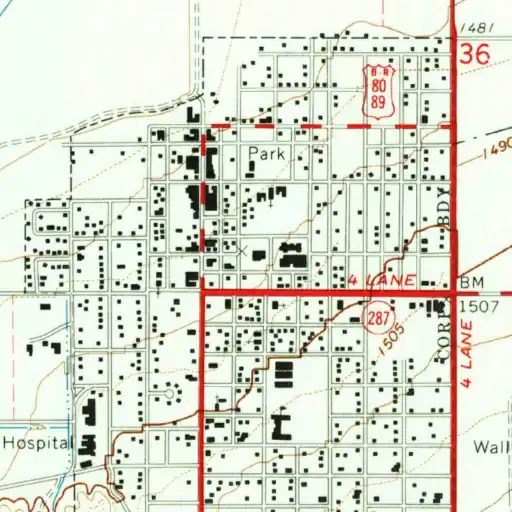 1481
36
B R
80
89
Park
1490
BDY
4 LANE
BM
1507
287
1505
CORP
4 LANE
Hospital
Wall